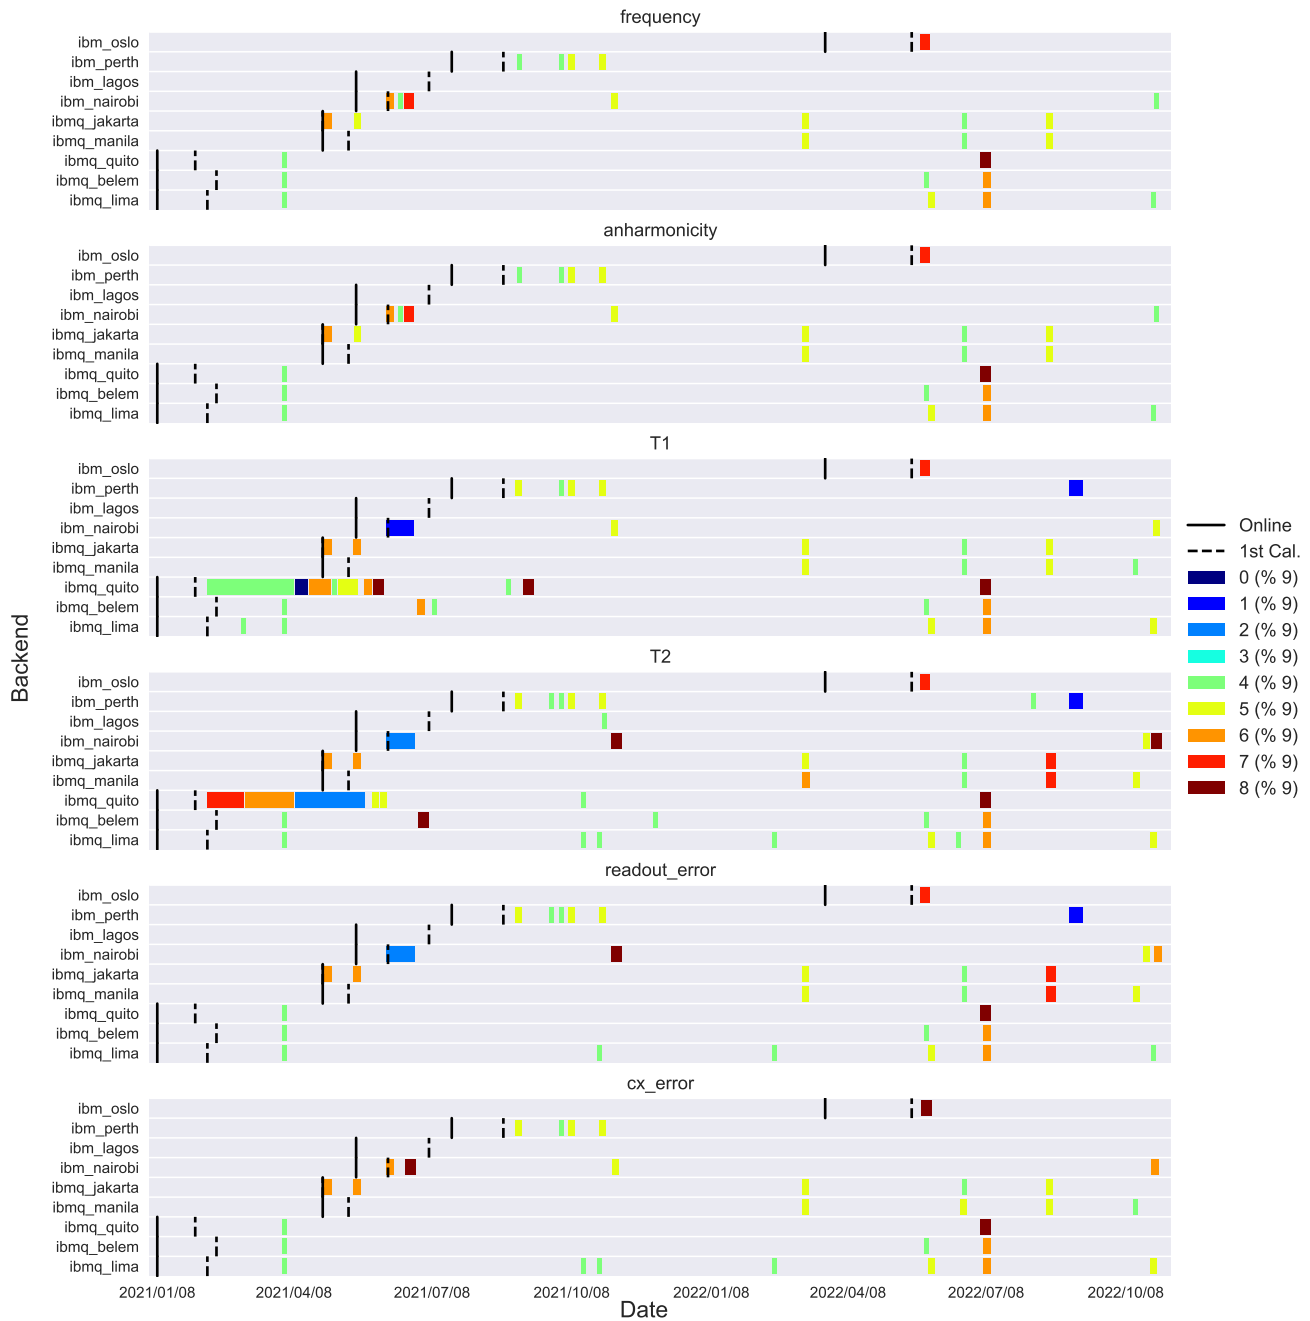 frequency
ibm_oslo
ibm_perth
ibm_lagos
ibm_nairobi
ibmq_jakarta
ibmq_manila
ibmq_quito
ibmq_belem
ibmq_lima
anharmonicity
ibm_oslo
ibm_perth
ibm_lagos
ibm_nairobi
ibmq_jakarta
ibmq_manila
ibmq_quito
ibmq_belem
ibmq_lima
T1
ibm_oslo
ibm_perth
ibm_lagos
ibm_nairobi
ibmq_jakarta
ibmq_manila
ibmq_quito
ibmq_belem
ibmq_lima
T2
ibm_oslo
ibm_perth
ibm_lagos
ibm_nairobi
ibmq_jakarta
ibmq_manila
ibmq_quito
ibmq_belem
ibmq_lima
readout_error
ibm_oslo
ibm_perth
ibm_lagos
ibm_nairobi
ibmq_jakarta
ibmq_manila
ibmq_quito
ibmq_belem
ibmq_lima
cx_error
ibm_oslo
ibm_perth
ibm_lagos
ibm_nairobi
ibmq_jakarta
ibmq_manila
ibmq_quito
ibmq_belem
ibmq_lima
2021/01/08 2021/04/08 2021/07/08 2021/10/08 2022/01/08 2022/04/08 2022/07/08 2022/10/08
Date
Backend
Online
1st Cal.
0 (% 9)
1 (% 9)
2 (% 9)
3 (% 9)
4 (% 9)
5 (% 9)
6 (% 9)
7 (% 9)
8 (% 9)